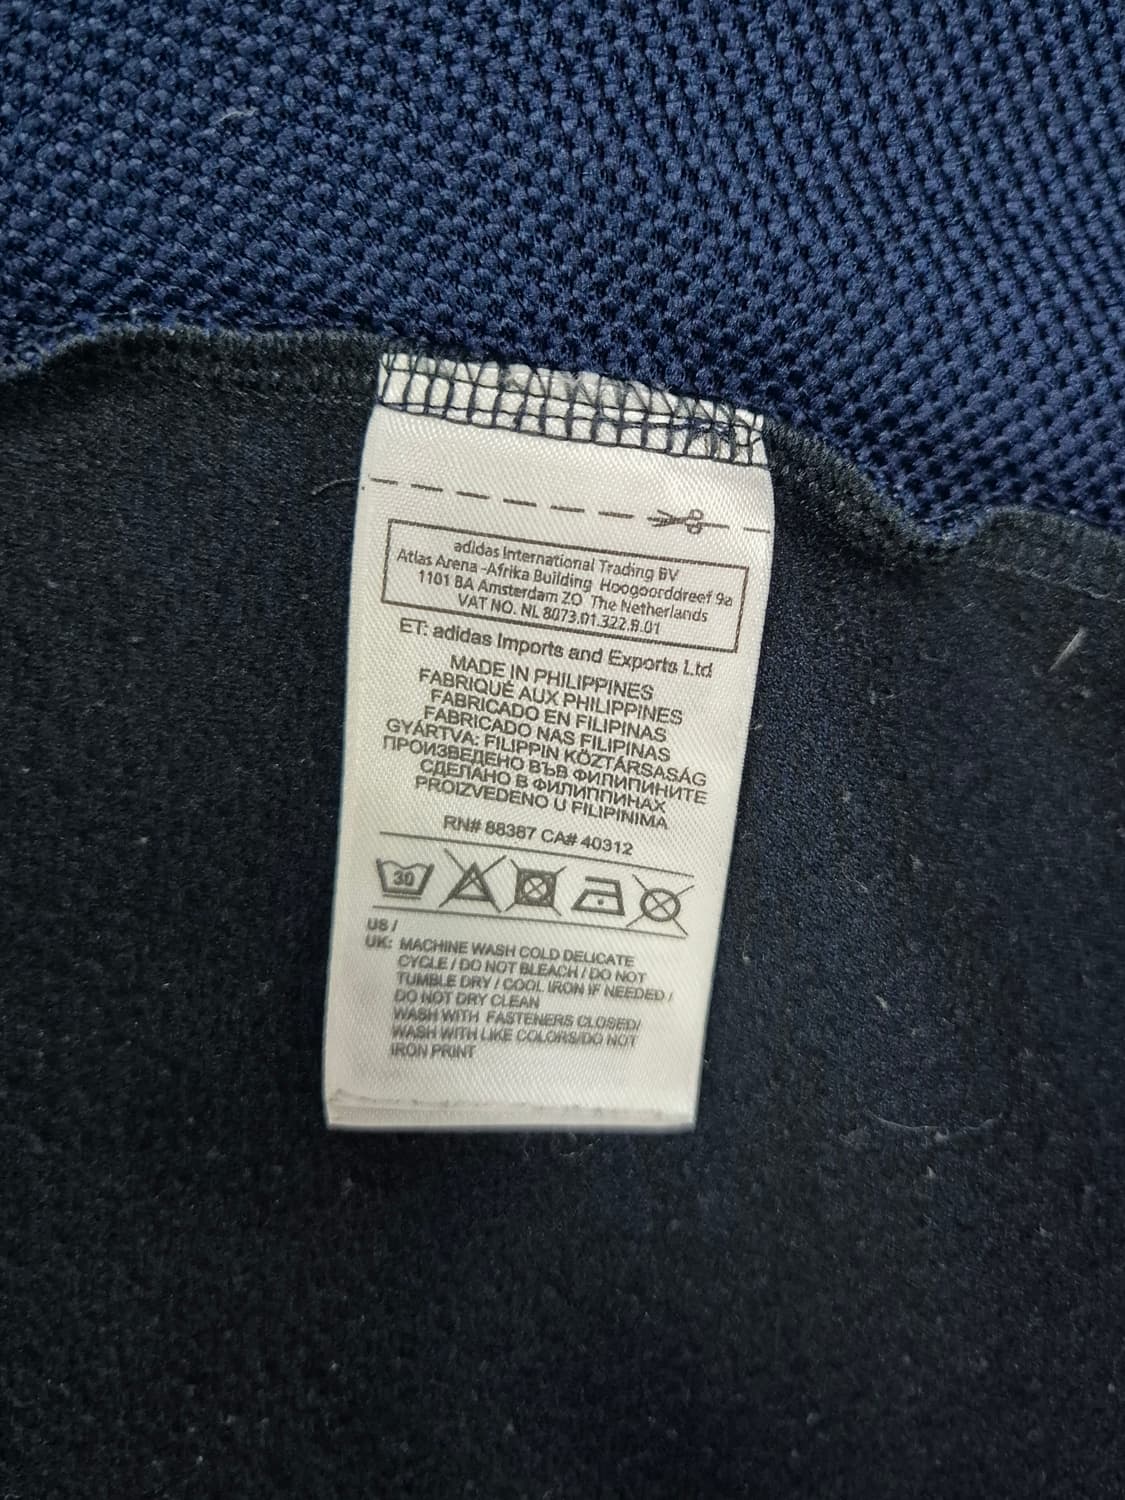 adidas International Trading BV
Atlas Arena -Afrika Building Hoogoorddreef 9a
1101 BA Amsterdam ZO The Netherlands
VAT NO. NL 8073.01.322.B.01
ET: adidas Imports and Exports Ltd
MADE IN PHILIPPINES
FABRIQUÉ AUX PHILIPPINES
FABRICADO EN FILIPINAS
FABRICADO NAS FILIPINAS
GYÁRTVA: FILIPPIN KÖZTÁRSASÁG
ПРОИЗВЕДЕНО ВЪВ ФИЛИПИНИТЕ
СДЕЛАНО В ФИЛИППИНАХ
PROIZVEDENO U FILIPINIMA
RN# 88387 CA# 40312
30
US /
UK: MACHINE WASH COLD DELICATE
CYCLE / DO NOT BLEACH / DO NOT
TUMBLE DRY / COOL IRON IF NEEDED /
DO NOT DRY CLEAN
WASH WITH FASTENERS CLOSED/
WASH WITH LIKE COLORS/DO NOT
IRON PRINT